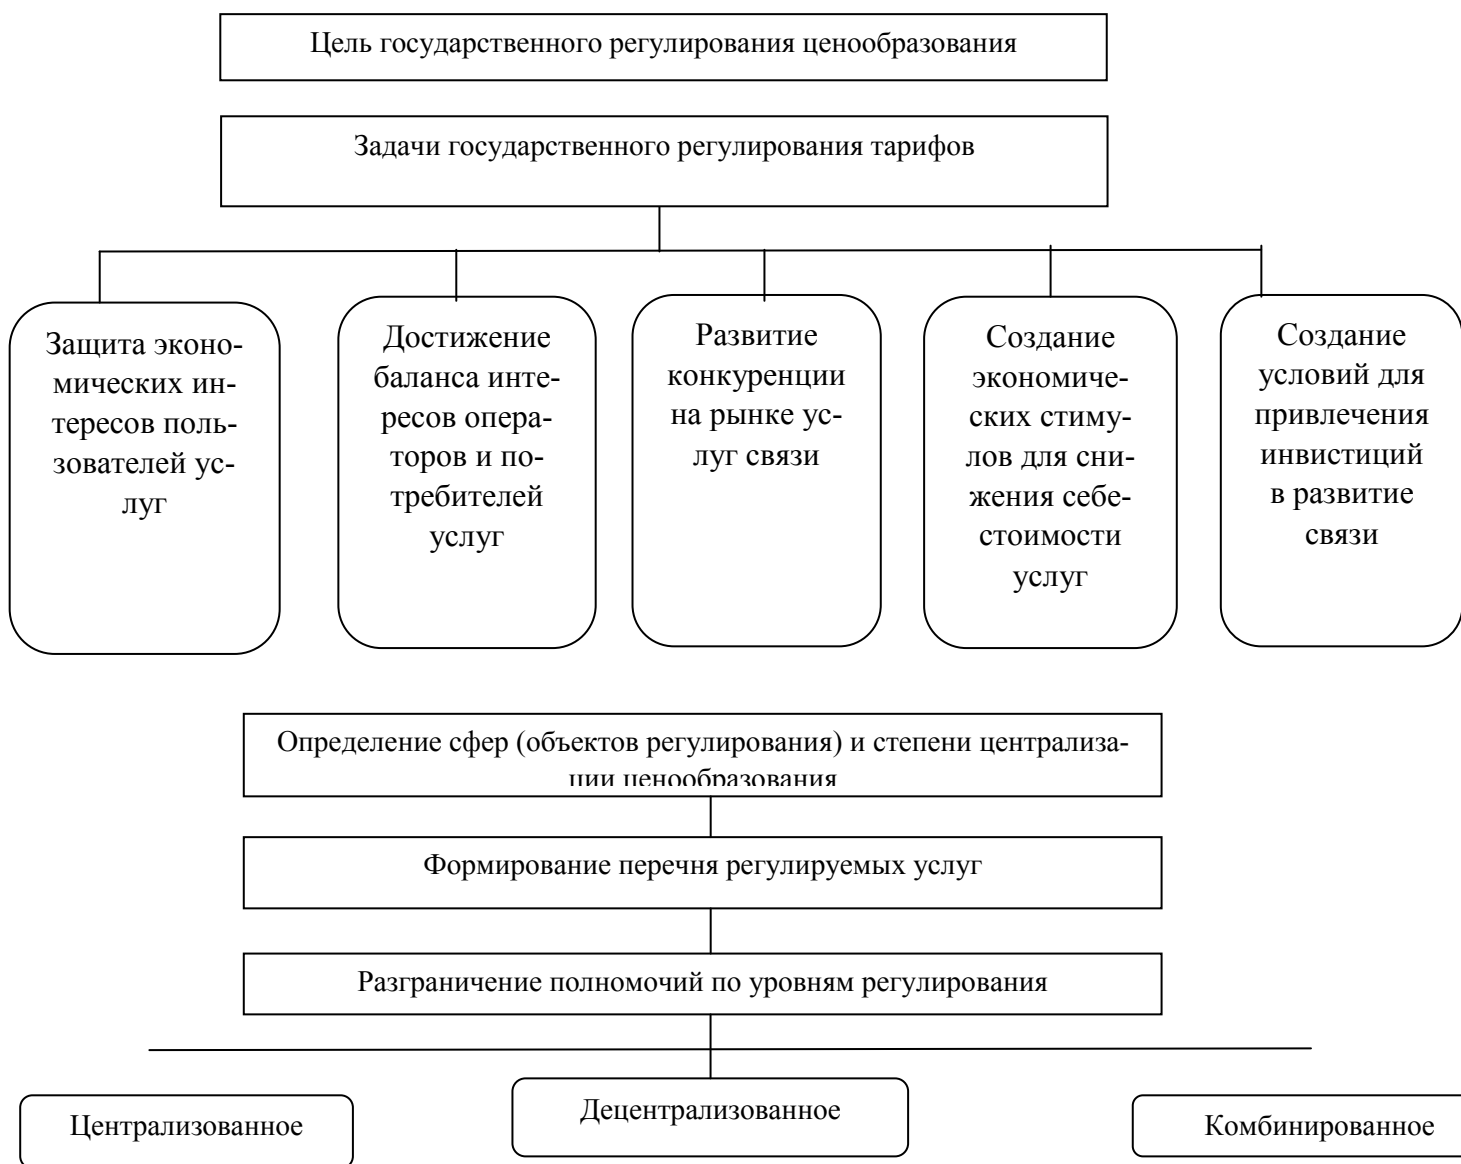 Цель государственного регулирования ценообразования
Задачи государственного регулирования тарифов
Защита эконо-
мических ин-
тересов поль-
зователей ус-
луг
Достижение
баланса инте-
ресов опера-
торов и по-
требителей
услуг
Развитие
конкуренции
на рынке ус-
луг связи
Создание
экономиче-
ских стиму-
лов для сни-
жения себе-
стоимости
услуг
Создание
условий для
привлечения
инвистиций
в развитие
связи
Определение сфер (объектов регулирования) и степени централиза-
ции ценообразования
Формирование перечня регулируемых услуг
Разграничение полномочий по уровням регулирования
Централизованное
Децентрализованное
Комбинированное